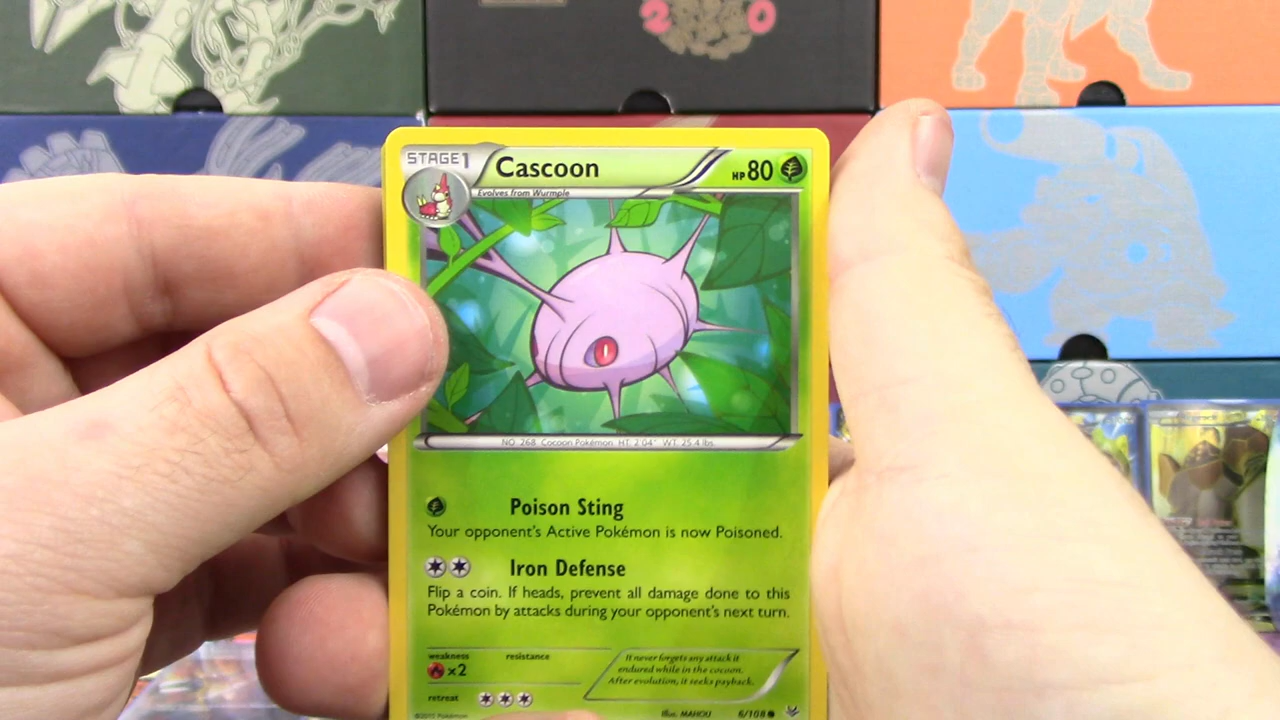 20
STAGE1
Cascoon
HP80
Evolves from Wurmple
NO. 268 Cocoon Pokémon HT. 2'04" WT. 25.4 lbs.
Poison Sting
Your opponent's Active Pokémon is now Poisoned.
Iron Defense
Flip a coin. If heads, prevent all damage done to this
Pokémon by attacks during your opponent's next turn.
weakness resistance
×2
It never forgets any attack it
endured while in the cocoon.
After evolution, it seeks payback.
retreat
©2015 Pokémon
Illus. MAHOU
6/108